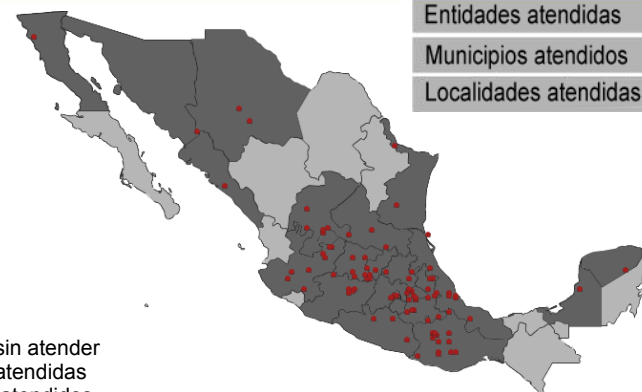 Entidades atendidas
Municipios atendidos
Localidades atendidas
sin atender
atendidas